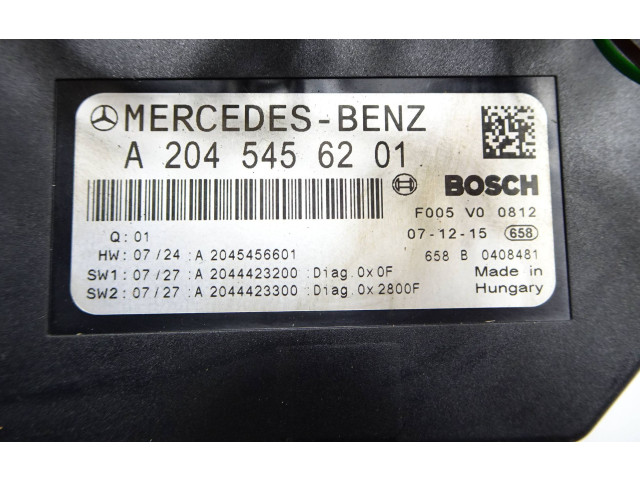 MERCEDES-BENZ
A 204 545 62 01
BOSCH
F005 V0 0812
Q: 01
07-12-15 658
HW: 07/24 :A 2045456601
658 B 0408481
SW1: 07/27 :A 2044423200 :Diag.0x0F
Made in
SW2: 07/27 :A 2044423300 :Diag.0x2800F
Hungary